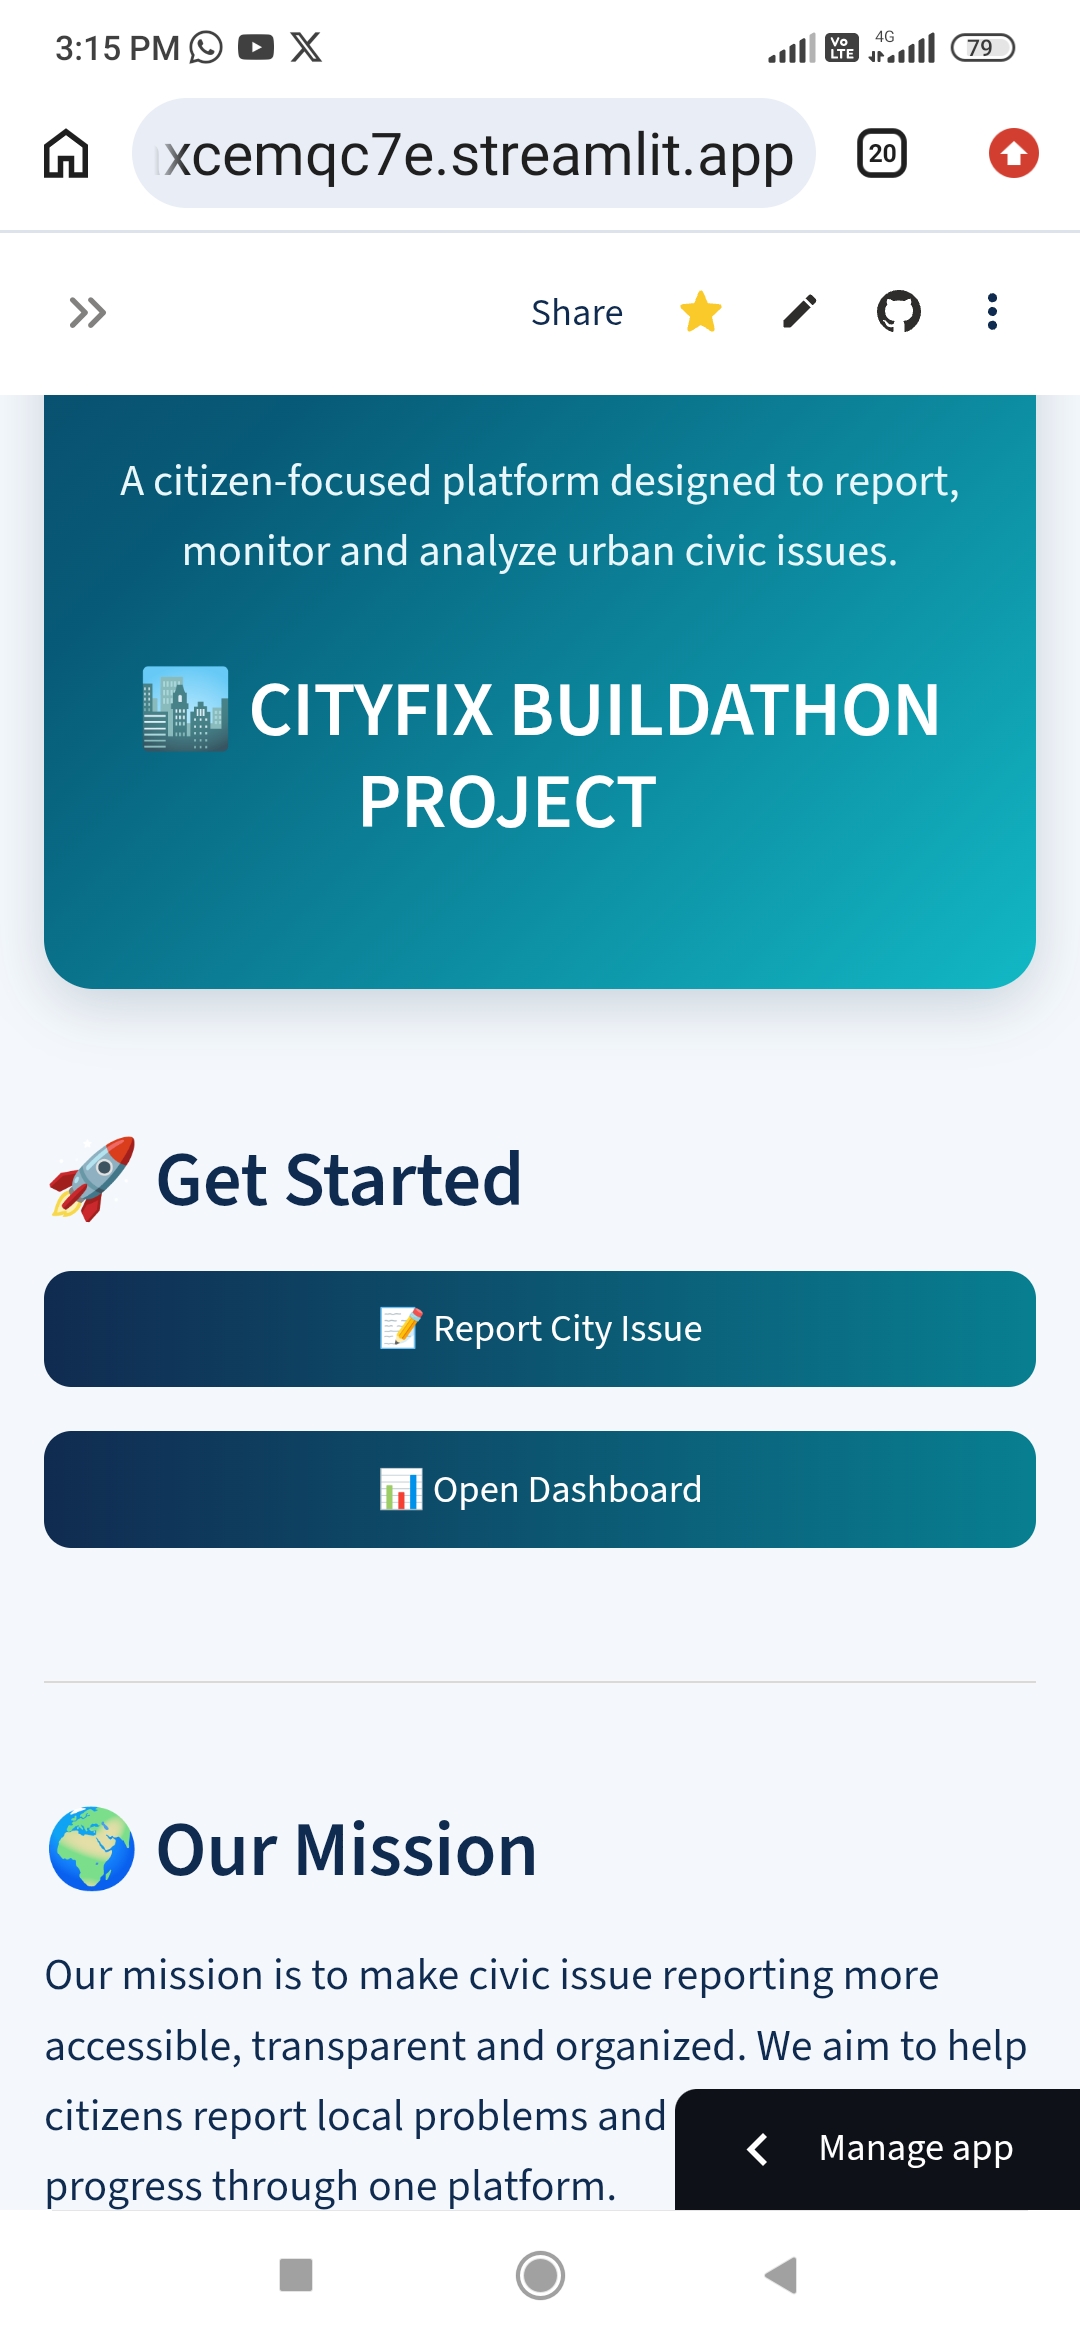 3:15 PM
Vo LTE
4G
79
xcemqc7e.streamlit.app
20
Share
A citizen-focused platform designed to report,
monitor and analyze urban civic issues.
CITYFIX BUILDATHON
PROJECT
Get Started
Report City Issue
Open Dashboard
Our Mission
Our mission is to make civic issue reporting more
accessible, transparent and organized. We aim to help
citizens report local problems and
progress through one platform.
Manage app